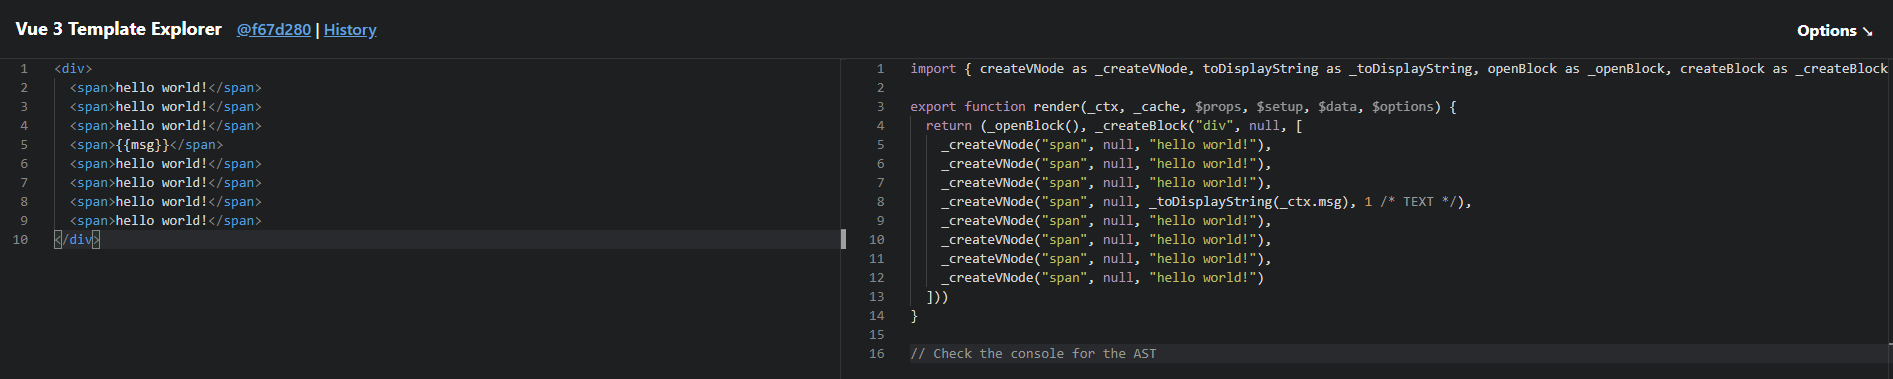 Vue 3 Template Explorer @f67d280 | History
Options ↘
1 <div>
2 <span>hello world!</span>
3 <span>hello world!</span>
4 <span>hello world!</span>
5 <span>{{msg}}</span>
6 <span>hello world!</span>
7 <span>hello world!</span>
8 <span>hello world!</span>
9 <span>hello world!</span>
10 </div>
1 import { createVNode as _createVNode, toDisplayString as _toDisplayString, openBlock as _openBlock, createBlock as _createBlock
2
3 export function render(_ctx, _cache, $props, $setup, $data, $options) {
4 return (_openBlock(), _createBlock("div", null, [
5 _createVNode("span", null, "hello world!"),
6 _createVNode("span", null, "hello world!"),
7 _createVNode("span", null, "hello world!"),
8 _createVNode("span", null, _toDisplayString(_ctx.msg), 1 /* TEXT */),
9 _createVNode("span", null, "hello world!"),
10 _createVNode("span", null, "hello world!"),
11 _createVNode("span", null, "hello world!"),
12 _createVNode("span", null, "hello world!")
13 ]))
14 }
15
16 // Check the console for the AST